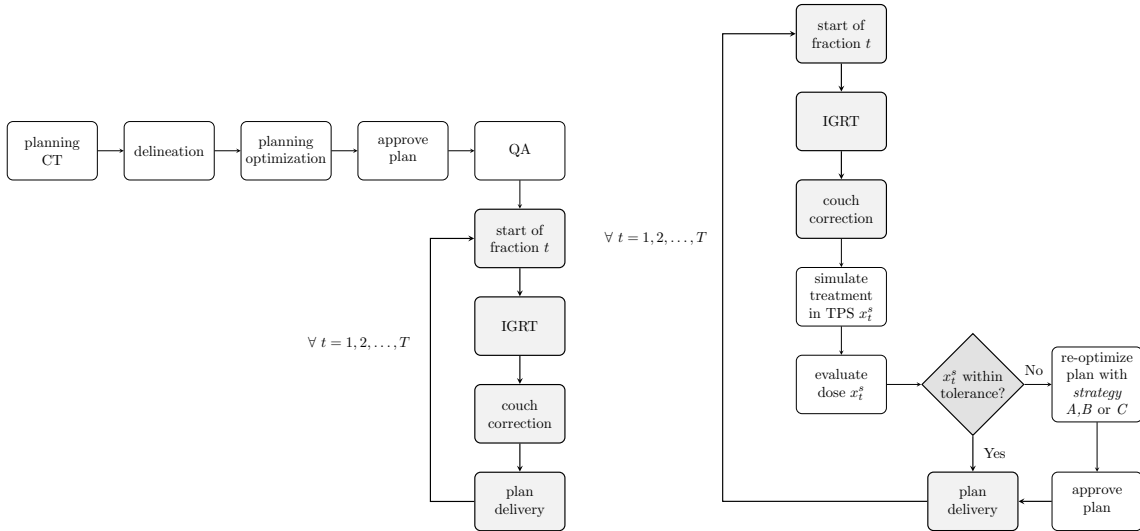 planning
CT
delineation
planning
optimization
approve
plan
QA
start of
fraction t
IGRT
couch
correction
plan
delivery
∀ t = 1, 2, . . . , T
start of
fraction t
IGRT
couch
correction
simulate
treatment
in TPS x_t^s
evaluate
dose x_t^s
x_t^s within
tolerance?
No
re-optimize
plan with
strategy
A,B or C
Yes
approve
plan
plan
delivery
∀ t = 1, 2, . . . , T